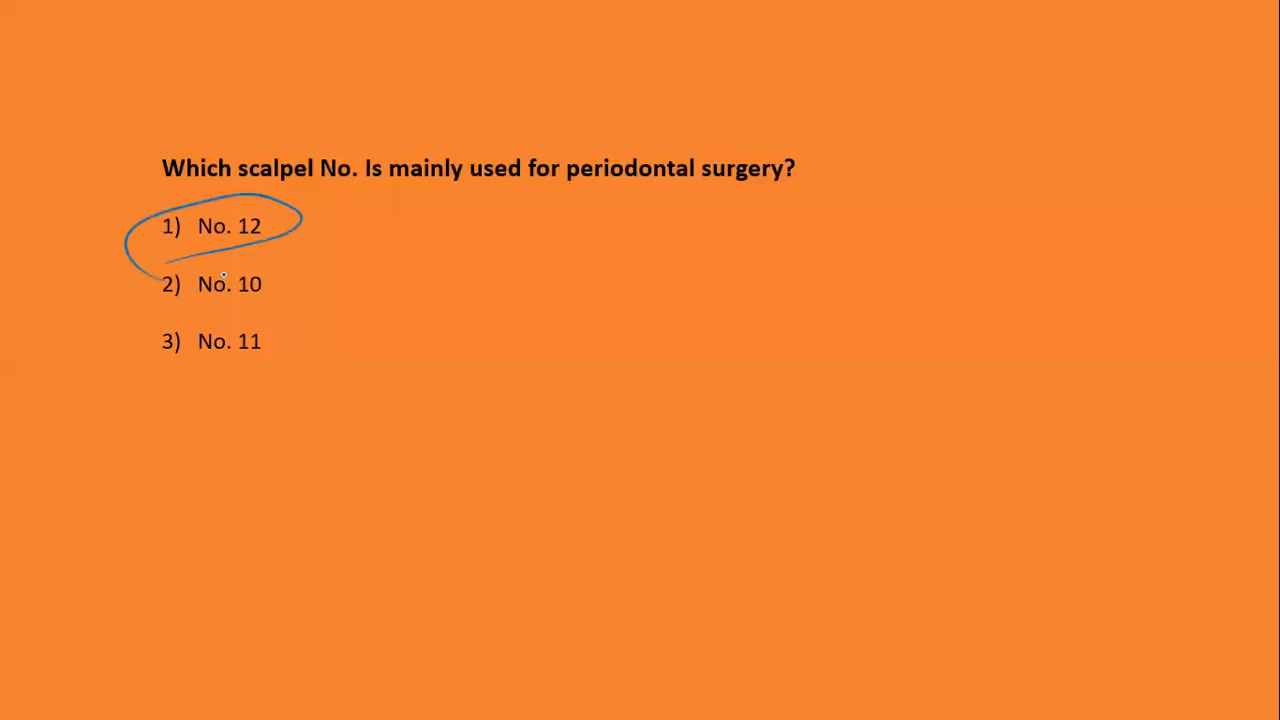 Which scalpel No. Is mainly used for periodontal surgery?
1) No. 12
2) No. 10
3) No. 11